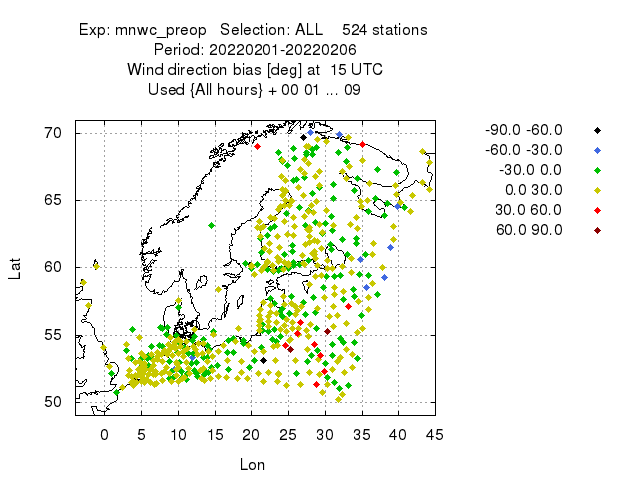 Exp: mnwc_preop   Selection: ALL    524 stations
Period: 20220201-20220206
Wind direction bias [deg] at  15 UTC
Used {All hours} + 00 01 ... 09
-90.0 -60.0
-60.0 -30.0
-30.0 0.0
0.0 30.0
30.0 60.0
60.0 90.0
70
65
60
55
50
Lat
0 5 10 15 20 25 30 35 40 45
Lon